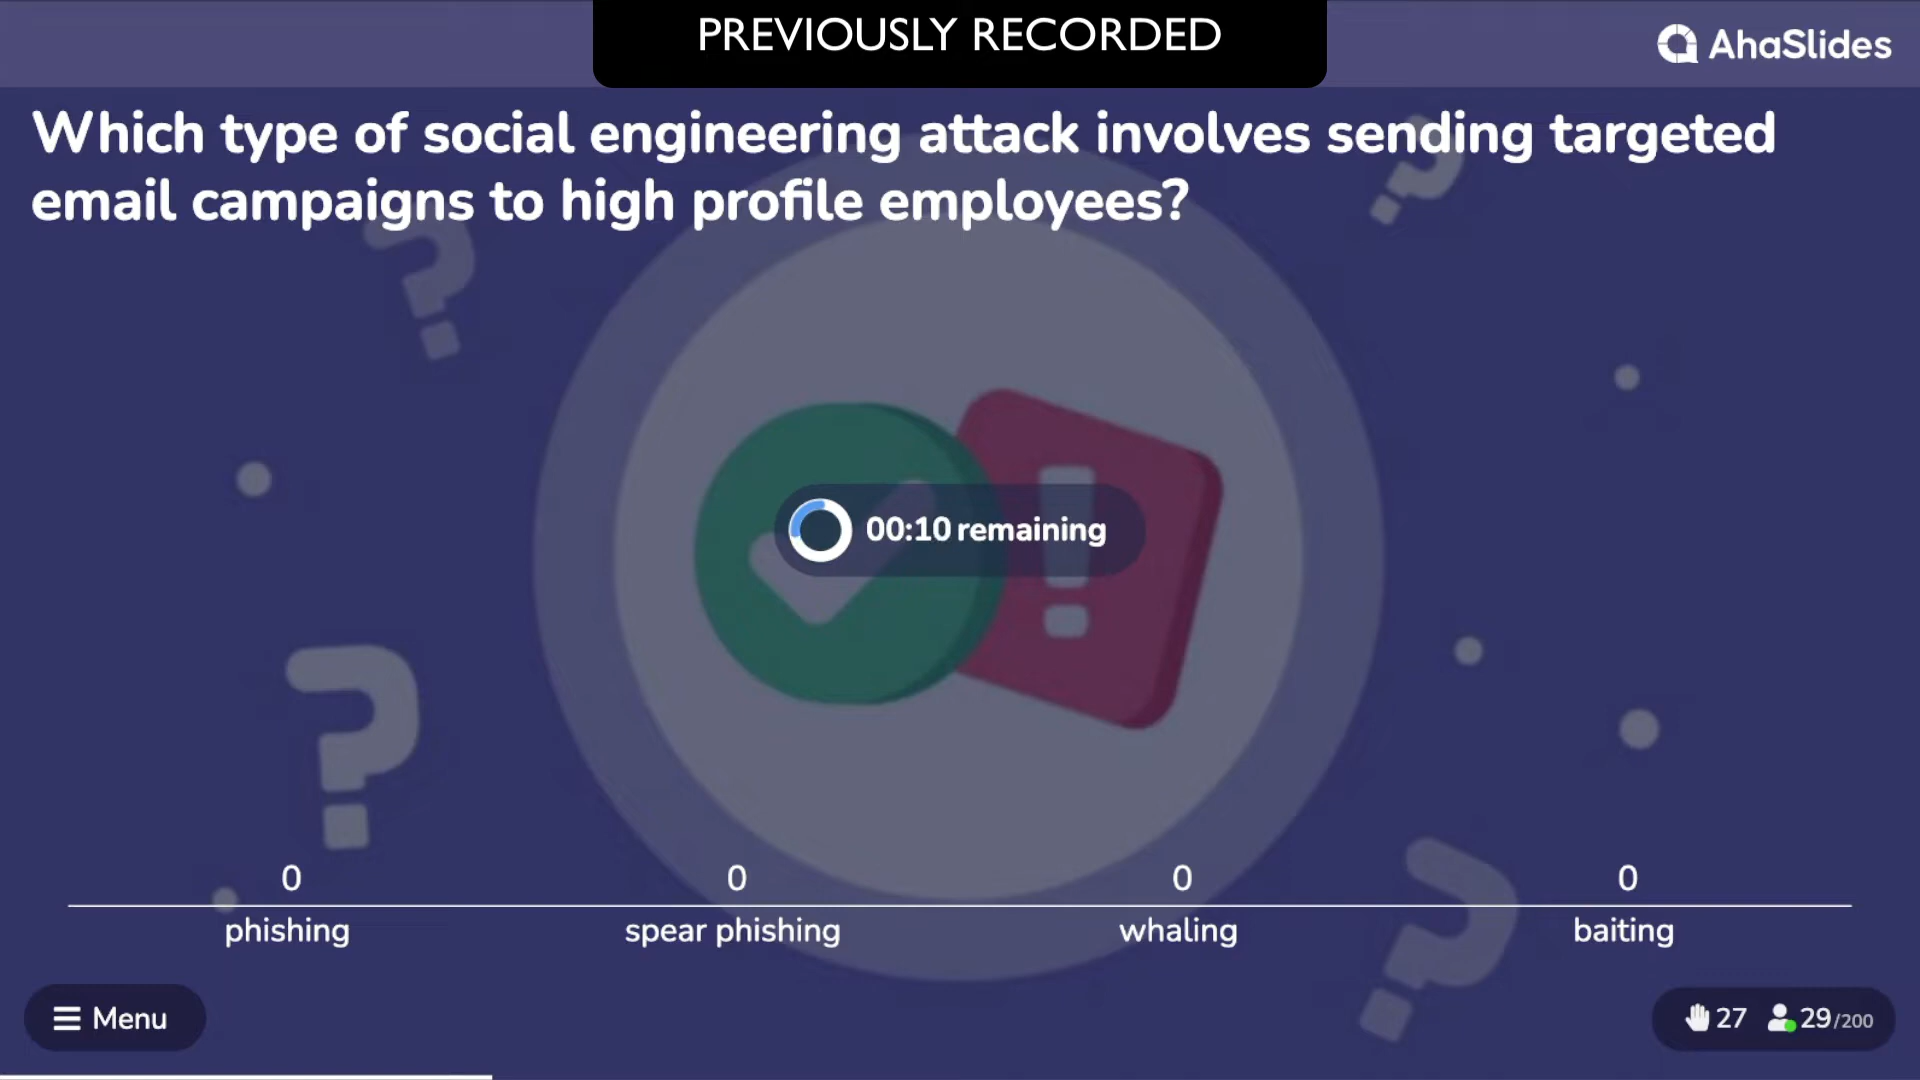 PREVIOUSLY RECORDED
AhaSlides
Which type of social engineering attack involves sending targeted
email campaigns to high profile employees?
00:10 remaining
0 0 0 0
phishing spear phishing whaling baiting
Menu
27 29/200